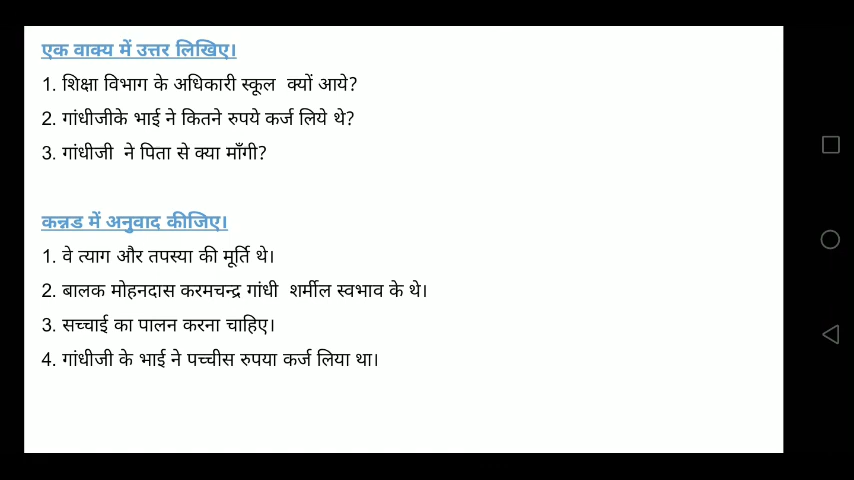 एक वाक्य में उत्तर लिखिए।
1. शिक्षा विभाग के अधिकारी स्कूल क्यों आये?
2. गांधीजीके भाई ने कितने रुपये कर्ज लिये थे?
3. गांधीजी ने पिता से क्या माँगी?
कन्नड में अनुवाद कीजिए।
1. वे त्याग और तपस्या की मूर्ति थे।
2. बालक मोहनदास करमचन्द्र गांधी शर्मील स्वभाव के थे।
3. सच्चाई का पालन करना चाहिए।
4. गांधीजी के भाई ने पच्चीस रुपया कर्ज लिया था।